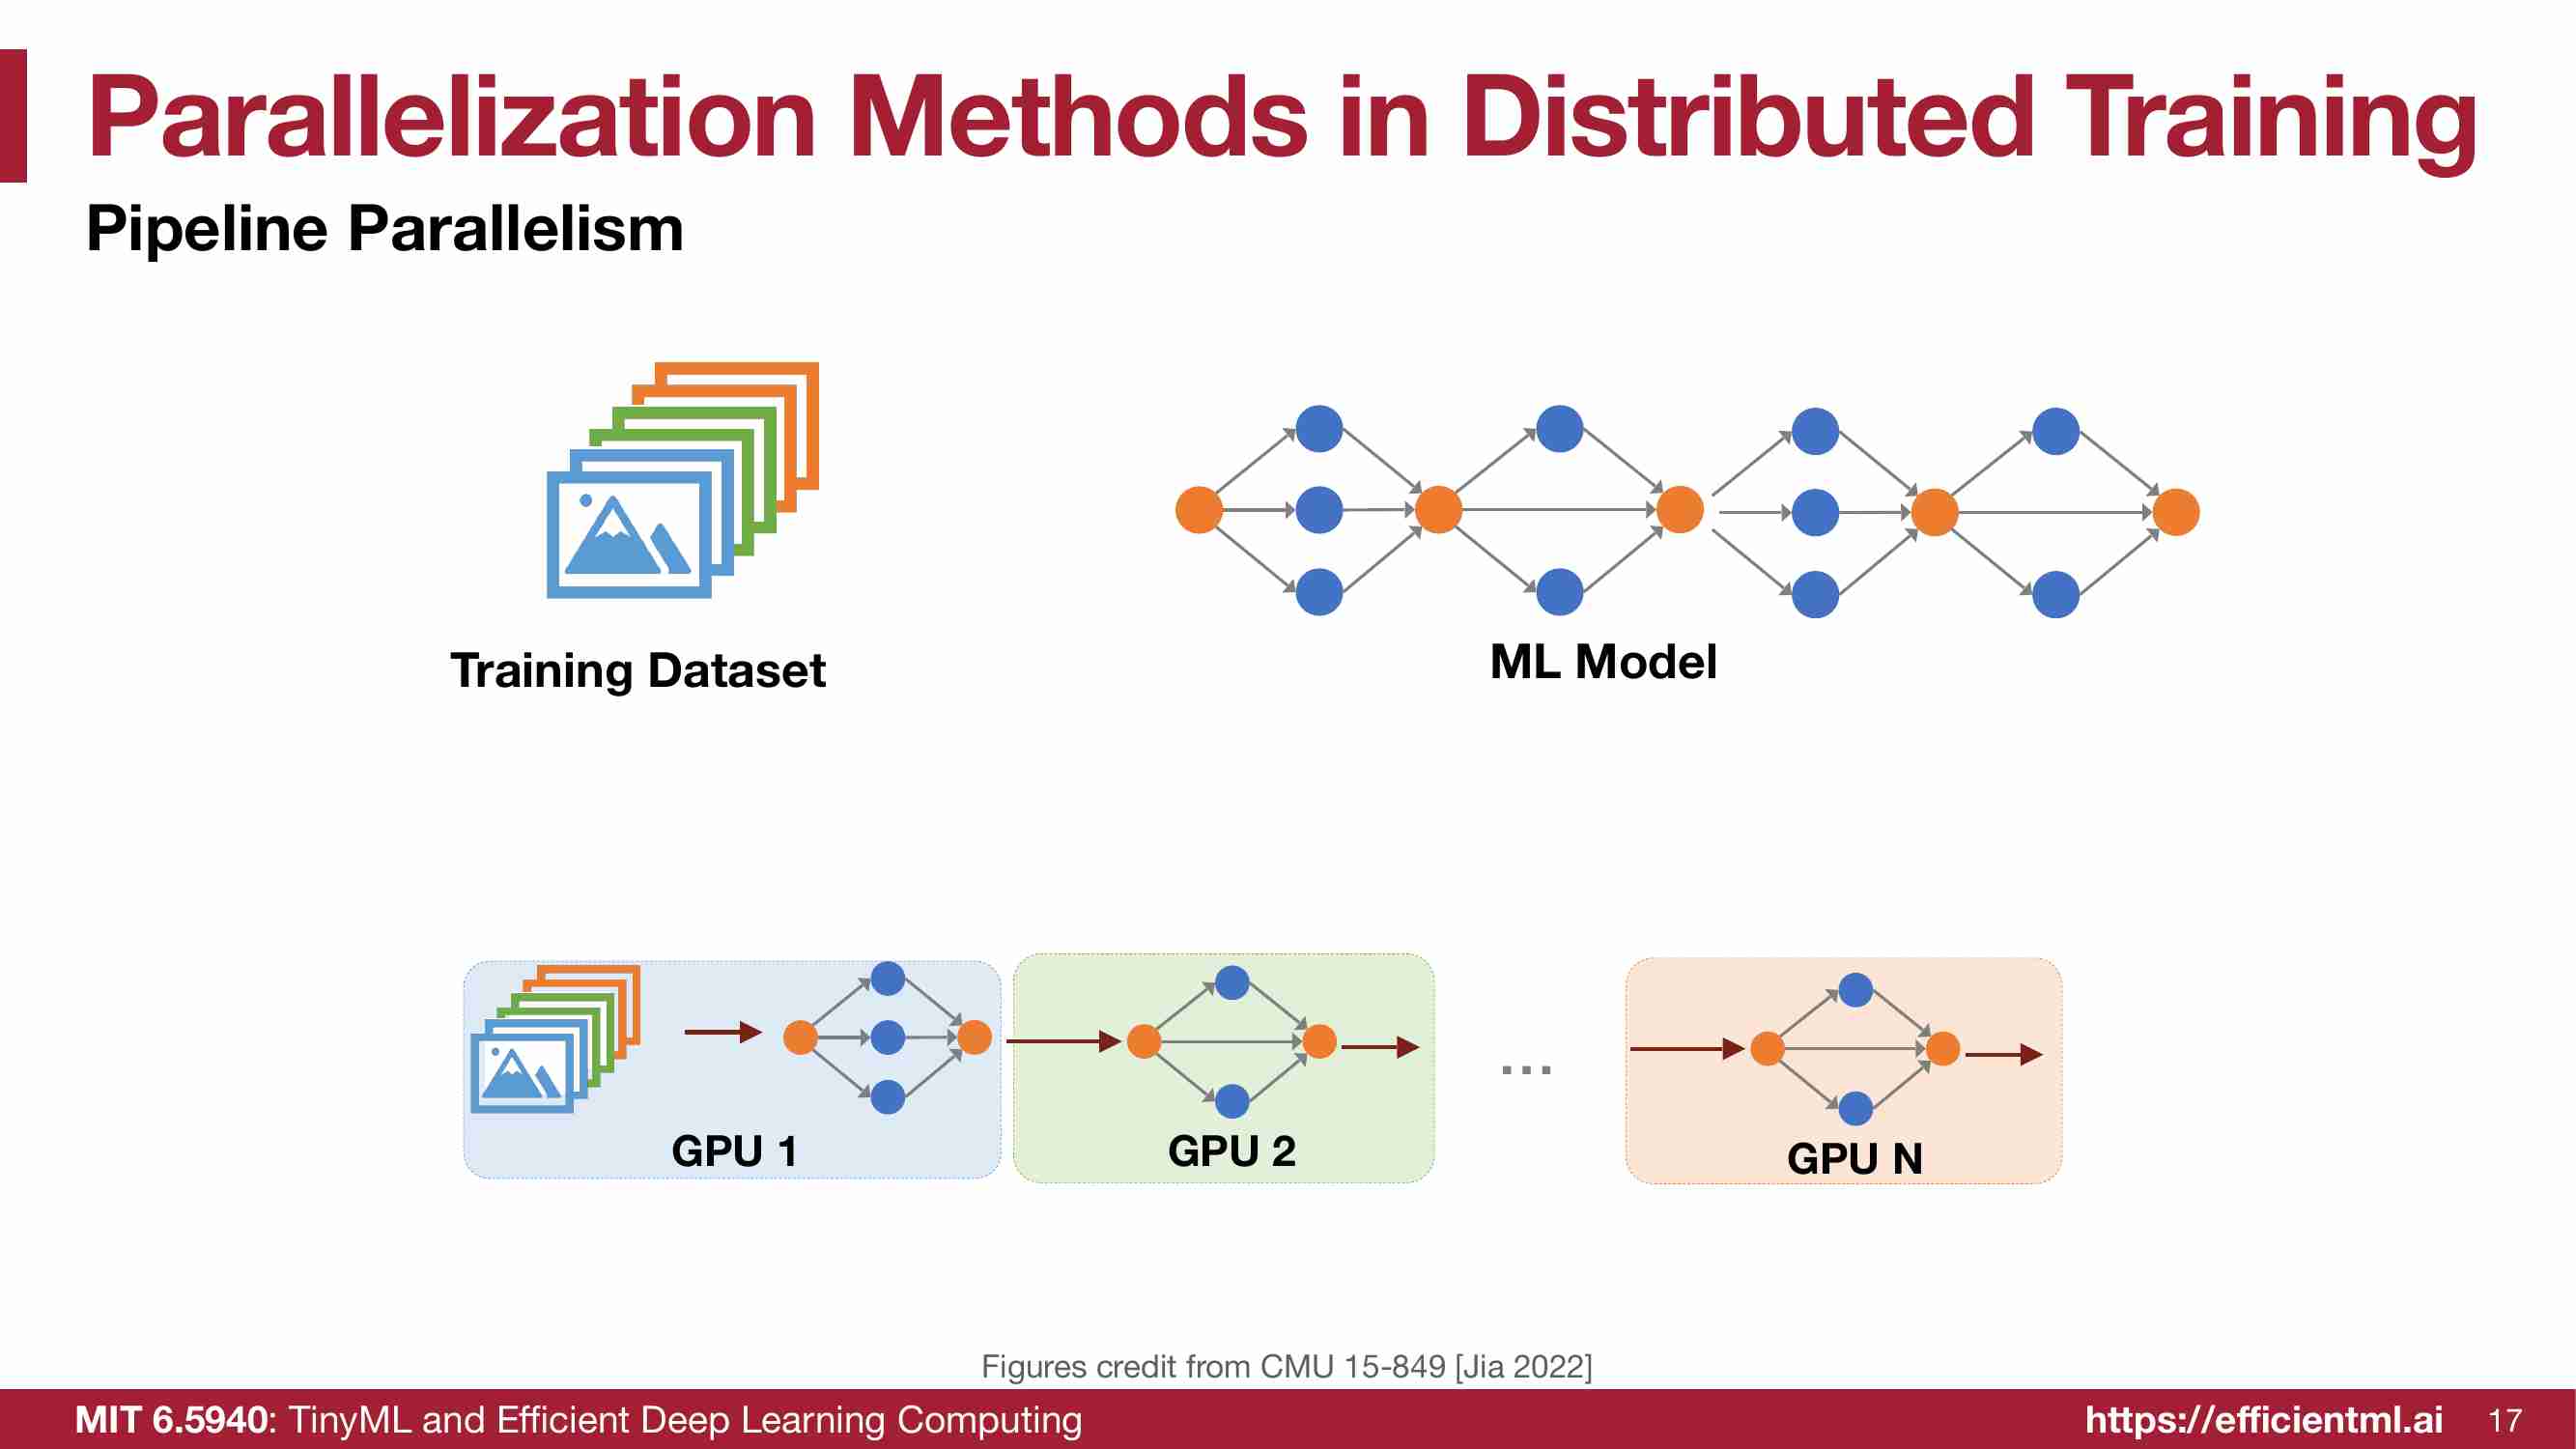 Parallelization Methods in Distributed Training
Pipeline Parallelism
Training Dataset
ML Model
GPU 1
GPU 2
...
GPU N
Figures credit from CMU 15-849 [Jia 2022]
MIT 6.5940: TinyML and Efficient Deep Learning Computing
https://efficientml.ai
17